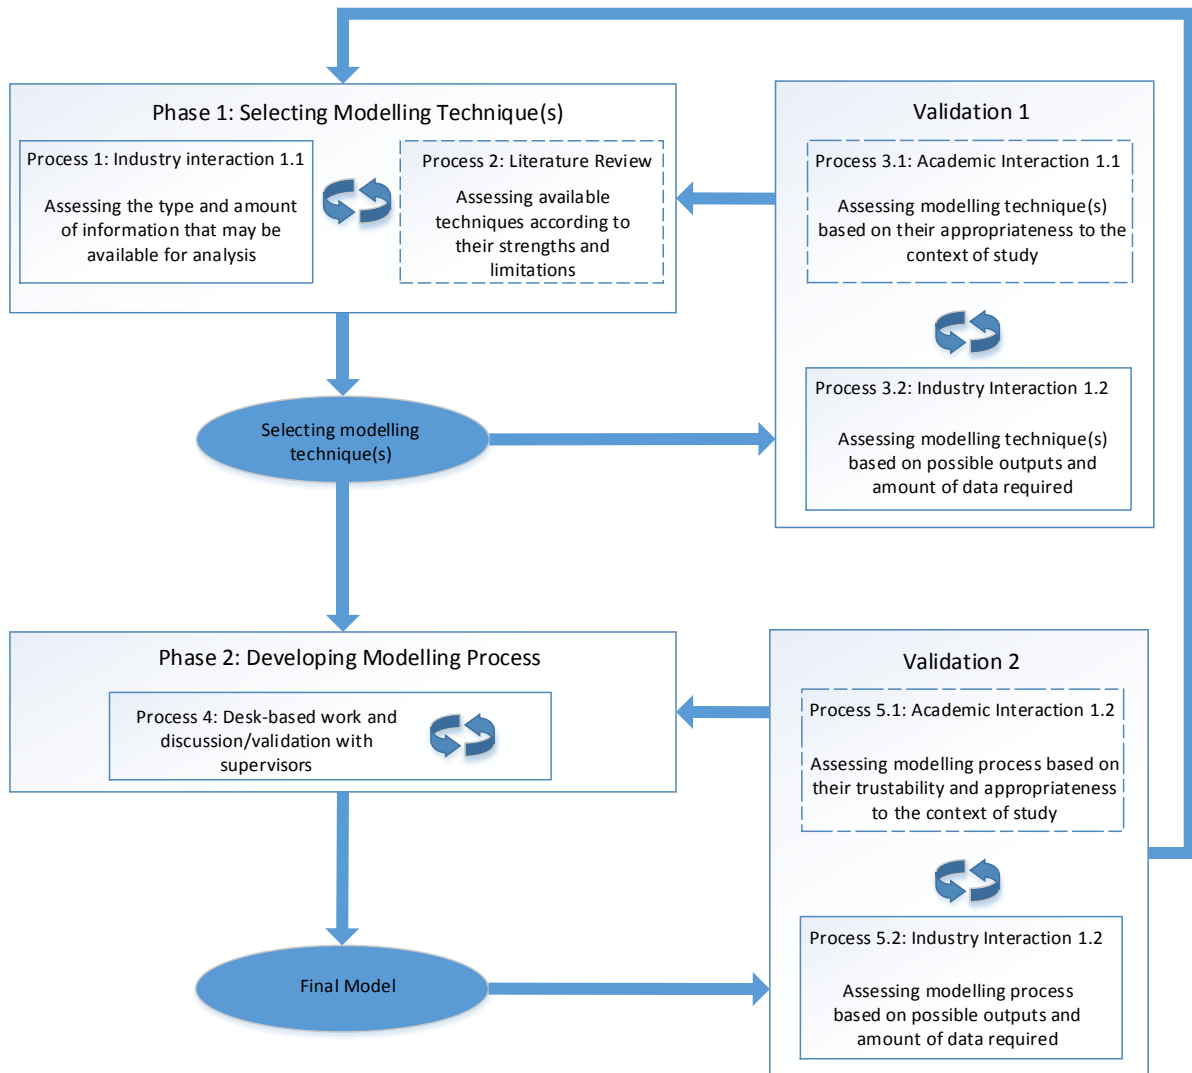 Phase 1: Selecting Modelling Technique(s)
Process 1: Industry interaction 1.1
Assessing the type and amount
of information that may be
available for analysis
Process 2: Literature Review
Assessing available
techniques according to
their strengths and
limitations
Validation 1
Process 3.1: Academic Interaction 1.1
Assessing modelling technique(s)
based on their appropriateness to the
context of study
Process 3.2: Industry Interaction 1.2
Assessing modelling technique(s)
based on possible outputs and
amount of data required
Selecting modelling
technique(s)
Phase 2: Developing Modelling Process
Process 4: Desk-based work and
discussion/validation with
supervisors
Validation 2
Process 5.1: Academic Interaction 1.2
Assessing modelling process based on
their trustability and appropriateness
to the context of study
Process 5.2: Industry Interaction 1.2
Assessing modelling process
based on possible outputs and
amount of data required
Final Model